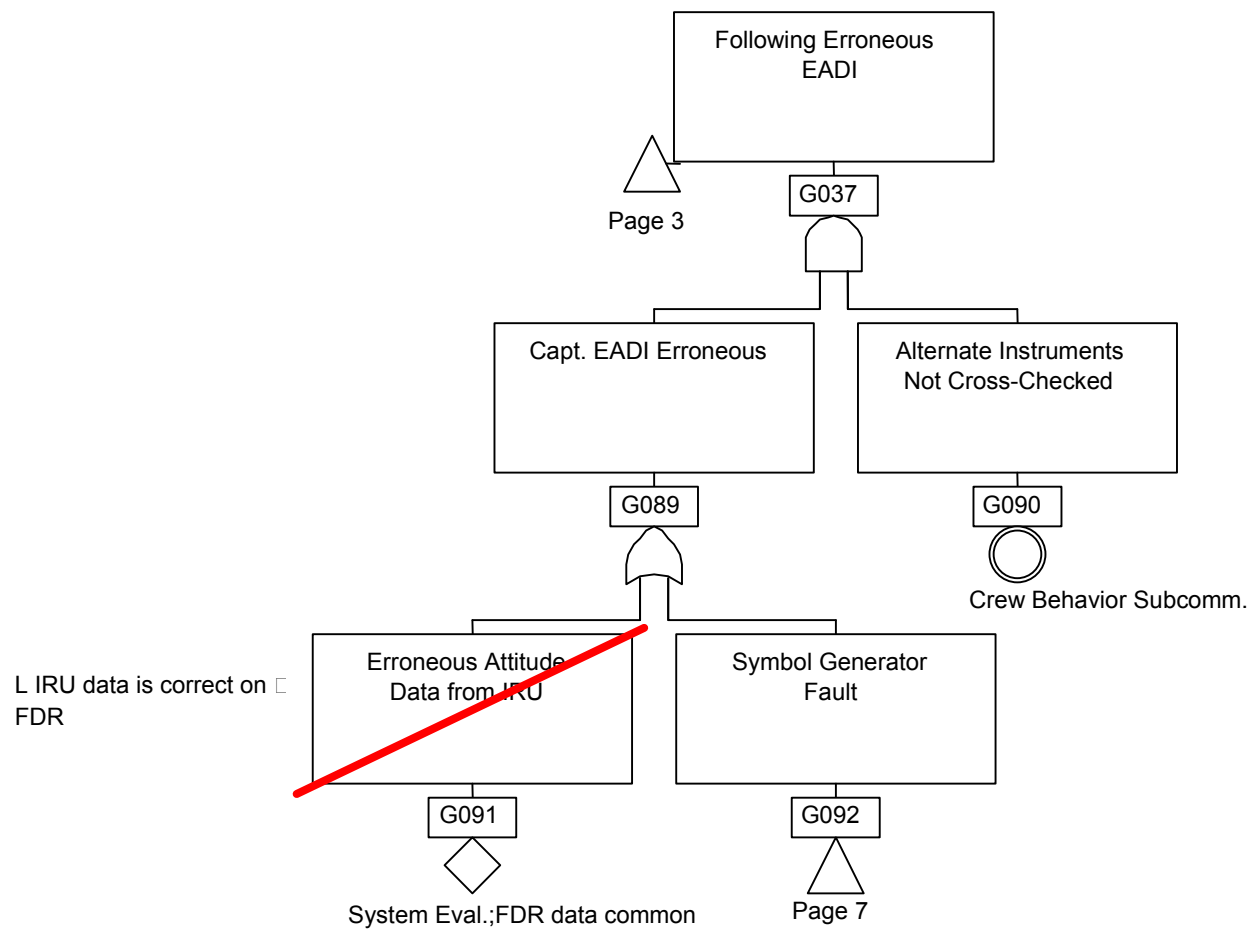 Following Erroneous
EADI
Page 3
G037
Capt. EADI Erroneous
Alternate Instruments
Not Cross-Checked
G089
G090
Crew Behavior Subcomm.
L IRU data is correct on
FDR
Erroneous Attitude
Data from IRU
Symbol Generator
Fault
G091
G092
System Eval.;FDR data common
Page 7